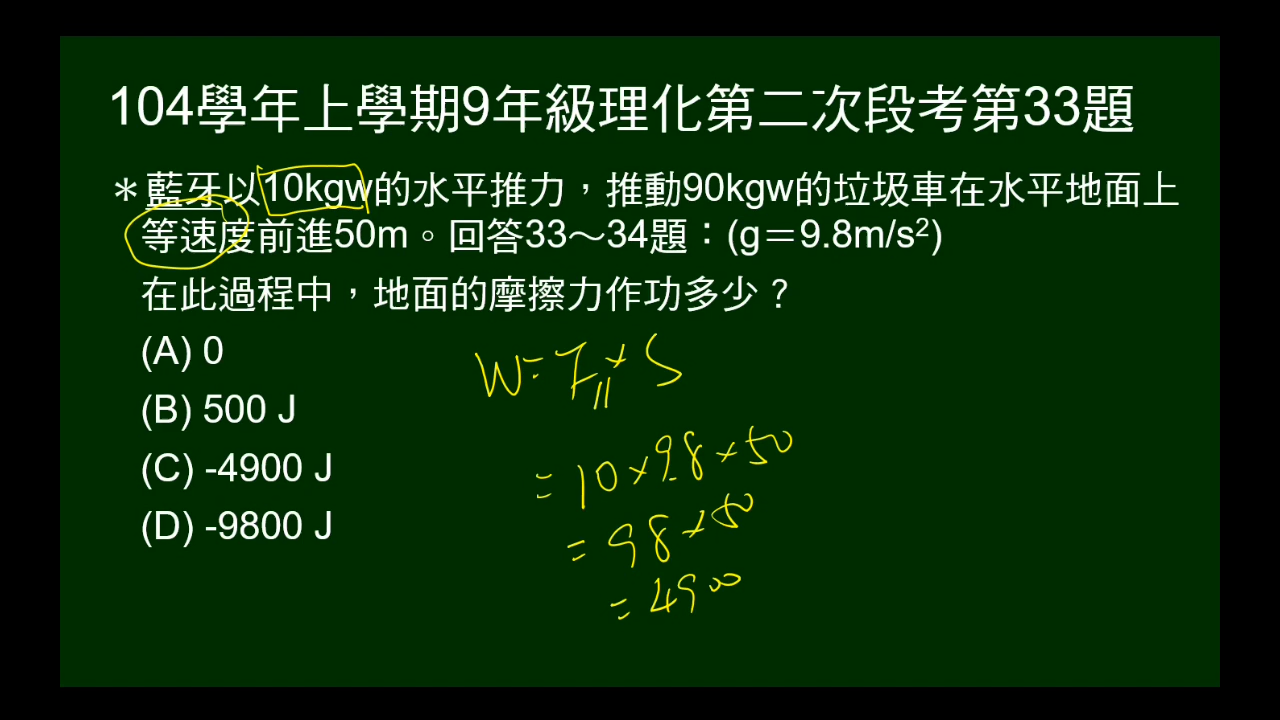 104學年上學期9年級理化第二次段考第33題
＊藍牙以10kgw的水平推力，推動90kgw的垃圾車在水平地面上
等速度前進50m。回答33～34題：(g＝9.8m/s²)
在此過程中，地面的摩擦力作功多少？
(A) 0
(B) 500 J
(C) -4900 J
(D) -9800 J
W=F∥×S
=10×9.8×50
=98×50
=4900